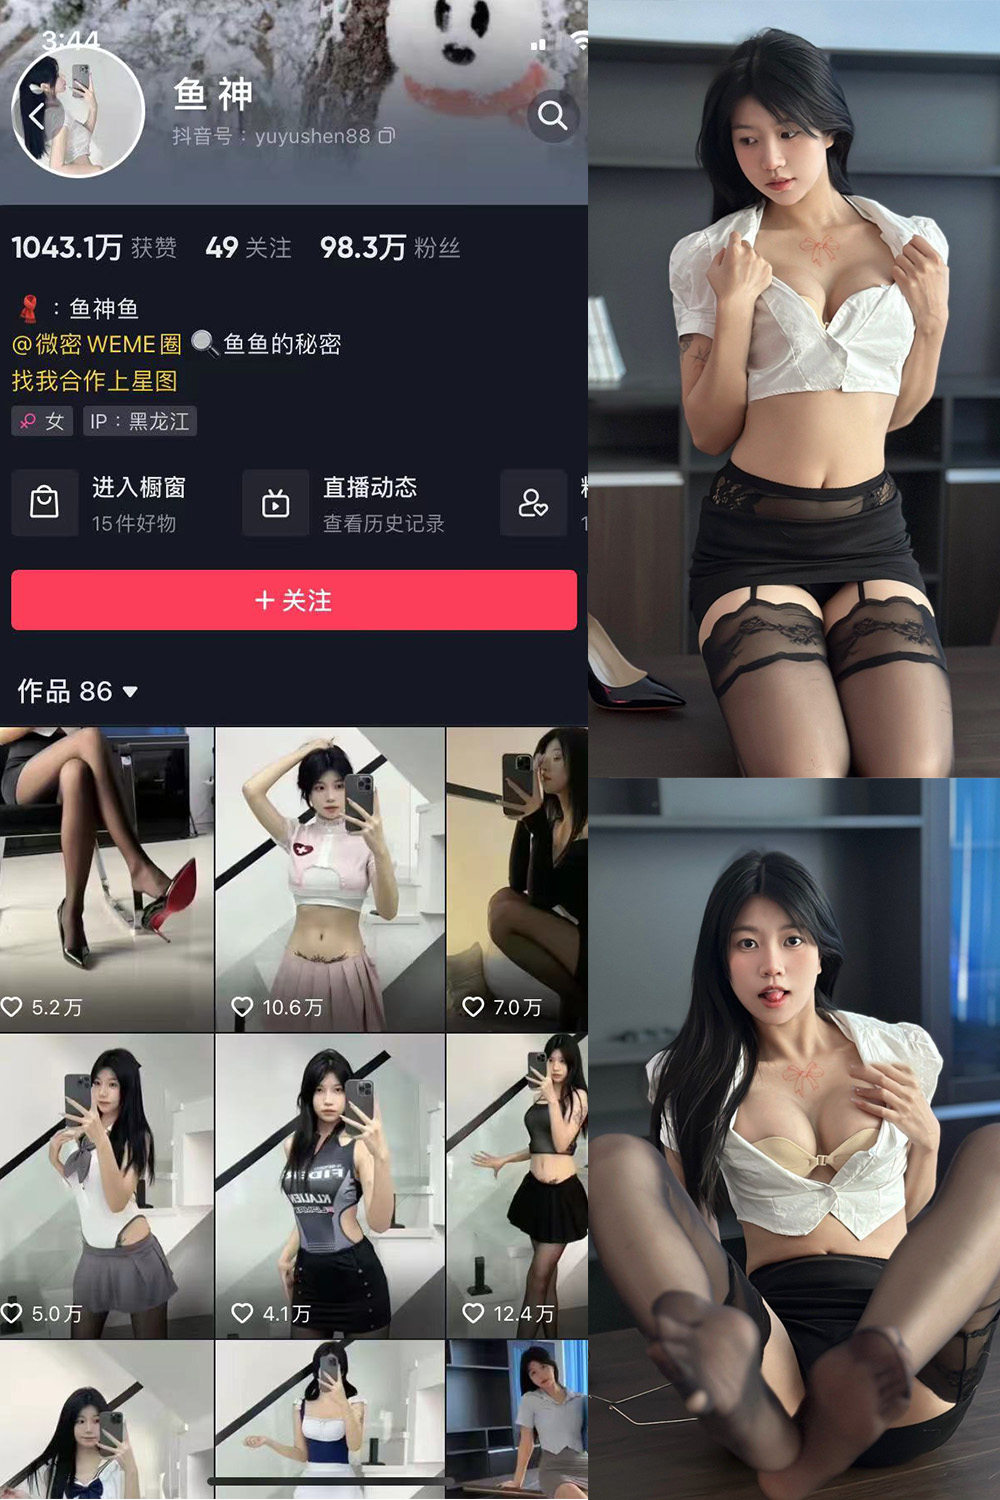 3:44
鱼 神
抖音号：yuyushen88
1043.1万 获赞 49 关注 98.3万 粉丝
：鱼神鱼
@微密 WEME圈 鱼鱼的秘密
找我合作上星图
女 IP：黑龙江
进入橱窗
15件好物
直播动态
查看历史记录
+ 关注
作品 86
5.2万
10.6万
7.0万
5.0万
4.1万
12.4万